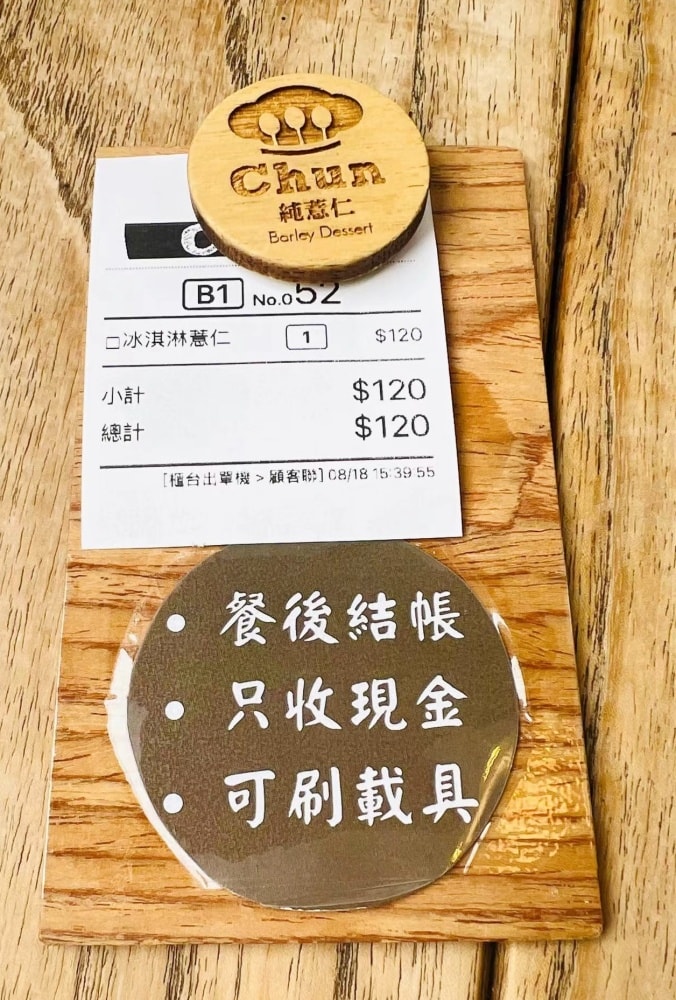 Chun
純薏仁
Barley Dessert
B1 No.052
□冰淇淋薏仁 1 $120
小計 $120
總計 $120
[櫃台出單機 > 顧客聯] 08/18 15:39:55
• 餐後結帳
• 只收現金
• 可刷載具